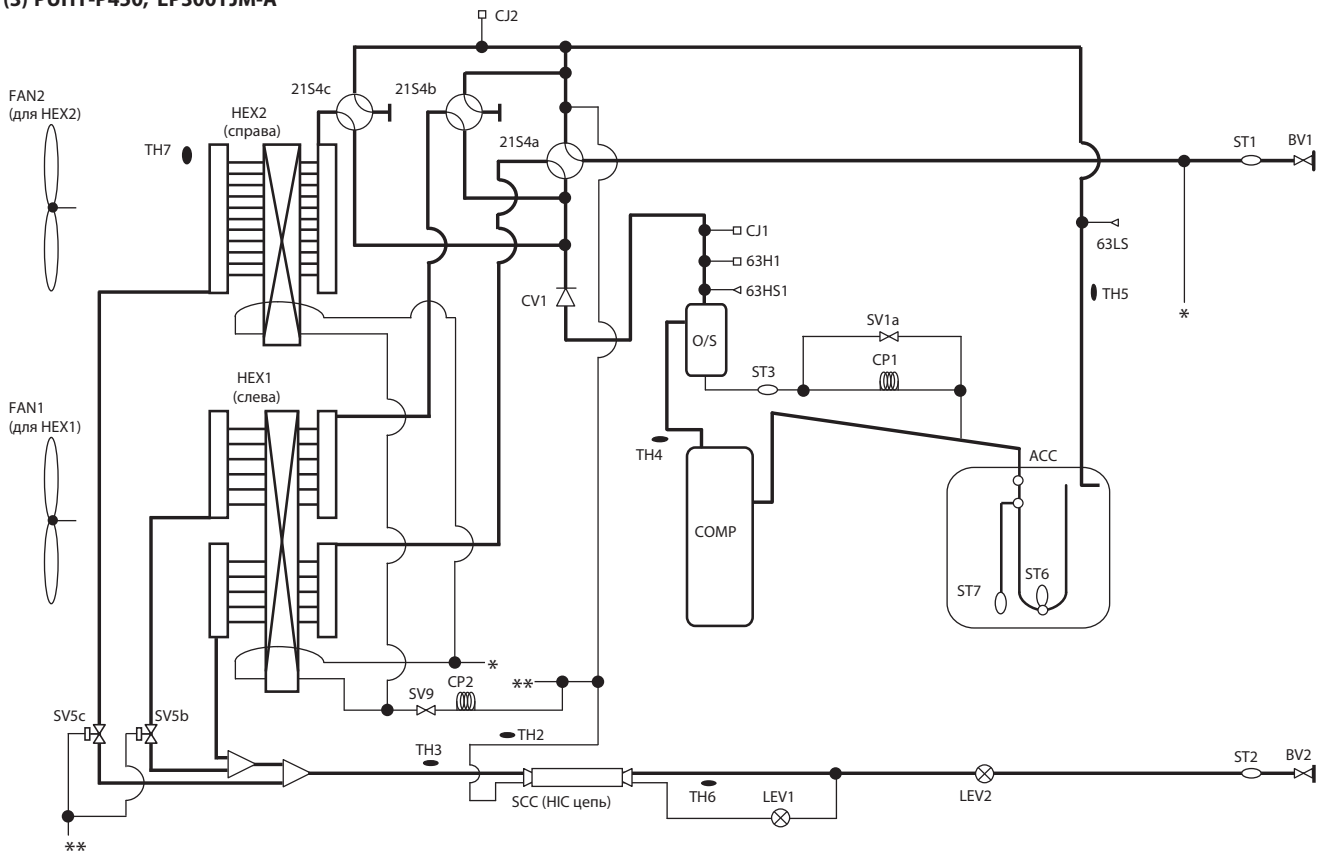 (3) PUHY-P450, EP300YJM-A
CJ2
FAN2
(для HEX2)
HEX2
(справа)
21S4c
21S4b
21S4a
TH7
ST1
BV1
CJ1
63H1
63HS1
63LS
TH5
*
CV1
O/S
SV1a
CP1
ST3
HEX1
(слева)
FAN1
(для HEX1)
TH4
COMP
ACC
ST7
ST6
*
**
CP2
SV9
SV5c
SV5b
TH2
TH3
SCC (HIC цепь)
TH6
LEV1
LEV2
ST2
BV2
**